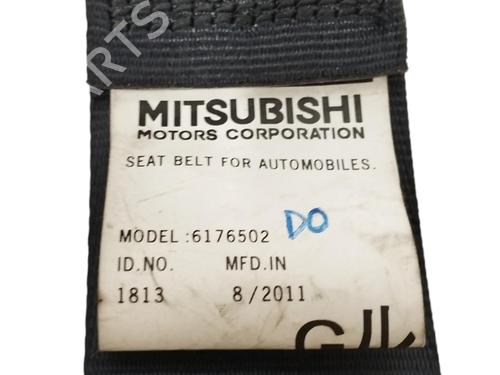 MITSUBISHI
MOTORS CORPORATION
SEAT BELT FOR AUTOMOBILES.
MODEL :6176502 DO
ID.NO. MFD.IN
1813 8/2011